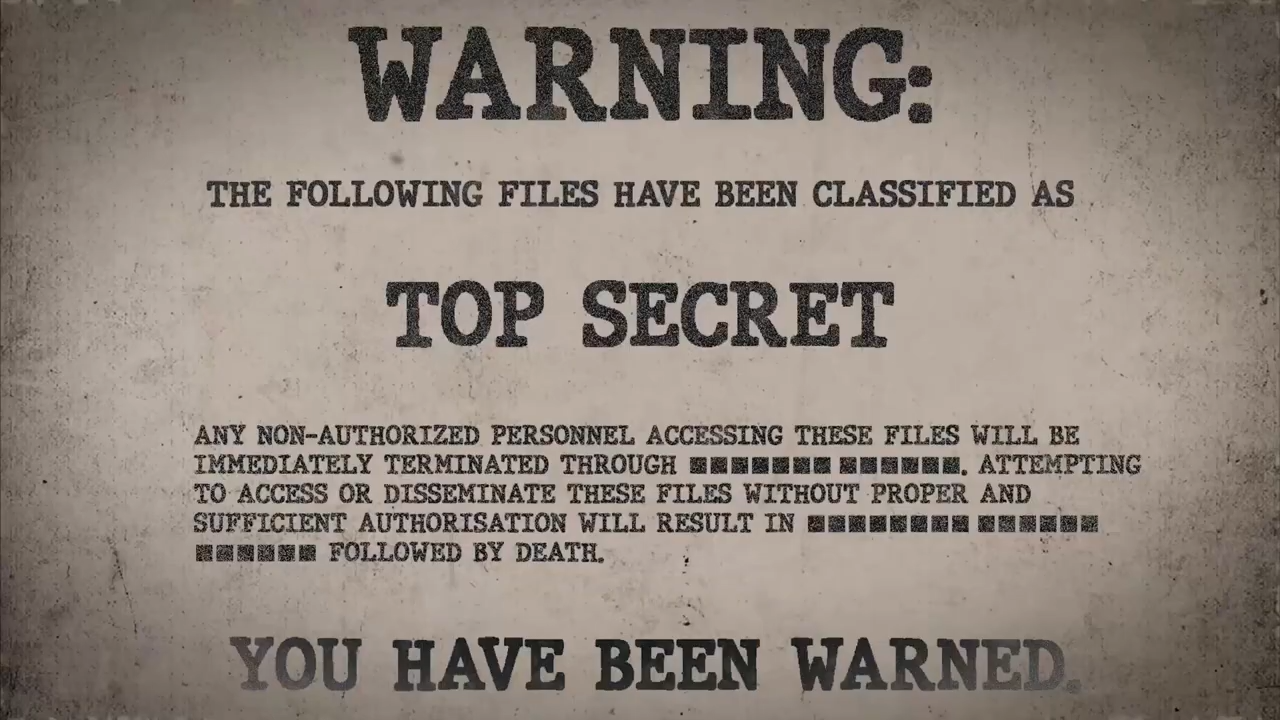 WARNING:
THE FOLLOWING FILES HAVE BEEN CLASSIFIED AS
TOP SECRET
ANY NON-AUTHORIZED PERSONNEL ACCESSING THESE FILES WILL BE
IMMEDIATELY TERMINATED THROUGH ■■■■■■■ ■■■■■■. ATTEMPTING
TO ACCESS OR DISSEMINATE THESE FILES WITHOUT PROPER AND
SUFFICIENT AUTHORISATION WILL RESULT IN ■■■■■■■■ ■■■■■■
■■■■■■ FOLLOWED BY DEATH.
YOU HAVE BEEN WARNED.